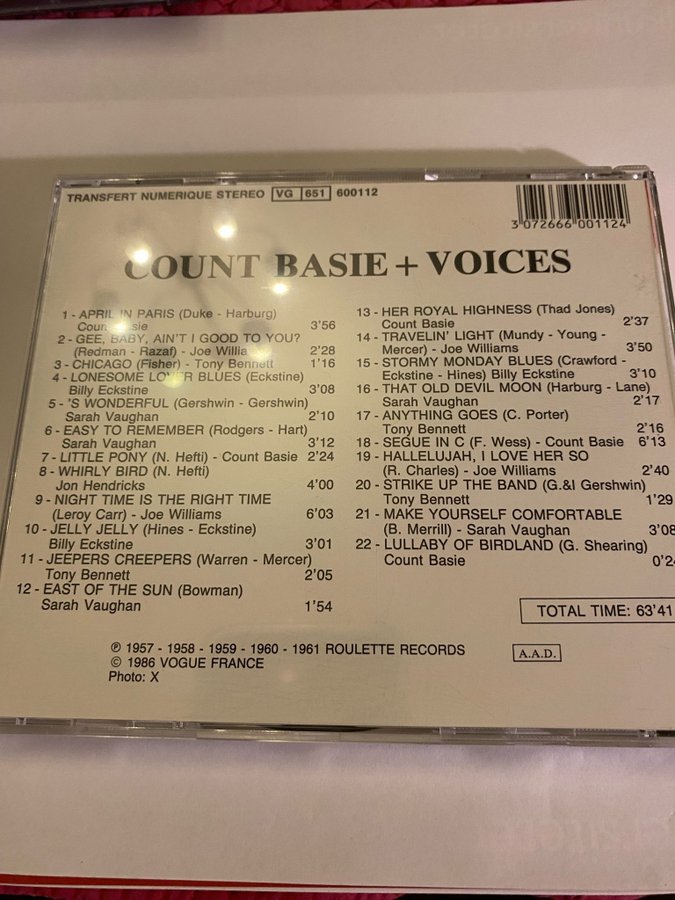 TRANSFERT NUMERIQUE STEREO VG 651 600112
3 072666 001124
COUNT BASIE + VOICES
1 - APRIL IN PARIS (Duke - Harburg)
Count Basie 3'56
2 - GEE, BABY, AIN'T I GOOD TO YOU?
(Redman - Razaf) - Joe Williams 2'28
3 - CHICAGO (Fisher) - Tony Bennett 1'16
4 - LONESOME LOVER BLUES (Eckstine)
Billy Eckstine 3'08
5 - 'S WONDERFUL (Gershwin - Gershwin)
Sarah Vaughan 2'10
6 - EASY TO REMEMBER (Rodgers - Hart)
Sarah Vaughan 3'12
7 - LITTLE PONY (N. Hefti) - Count Basie 2'24
8 - WHIRLY BIRD (N. Hefti)
Jon Hendricks 4'00
9 - NIGHT TIME IS THE RIGHT TIME
(Leroy Carr) - Joe Williams 6'03
10 - JELLY JELLY (Hines - Eckstine)
Billy Eckstine 3'01
11 - JEEPERS CREEPERS (Warren - Mercer)
Tony Bennett 2'05
12 - EAST OF THE SUN (Bowman)
Sarah Vaughan 1'54
13 - HER ROYAL HIGHNESS (Thad Jones)
Count Basie 2'37
14 - TRAVELIN' LIGHT (Mundy - Young -
Mercer) - Joe Williams 3'50
15 - STORMY MONDAY BLUES (Crawford -
Eckstine - Hines) Billy Eckstine 3'10
16 - THAT OLD DEVIL MOON (Harburg - Lane)
Sarah Vaughan 2'17
17 - ANYTHING GOES (C. Porter)
Tony Bennett 2'16
18 - SEGUE IN C (F. Wess) - Count Basie 6'13
19 - HALLELUJAH, I LOVE HER SO
(R. Charles) - Joe Williams 2'40
20 - STRIKE UP THE BAND (G.&I Gershwin)
Tony Bennett 1'29
21 - MAKE YOURSELF COMFORTABLE
(B. Merrill) - Sarah Vaughan 3'08
22 - LULLABY OF BIRDLAND (G. Shearing)
Count Basie
TOTAL TIME: 63'41
℗ 1957 - 1958 - 1959 - 1960 - 1961 ROULETTE RECORDS
© 1986 VOGUE FRANCE
Photo: X
A.A.D.